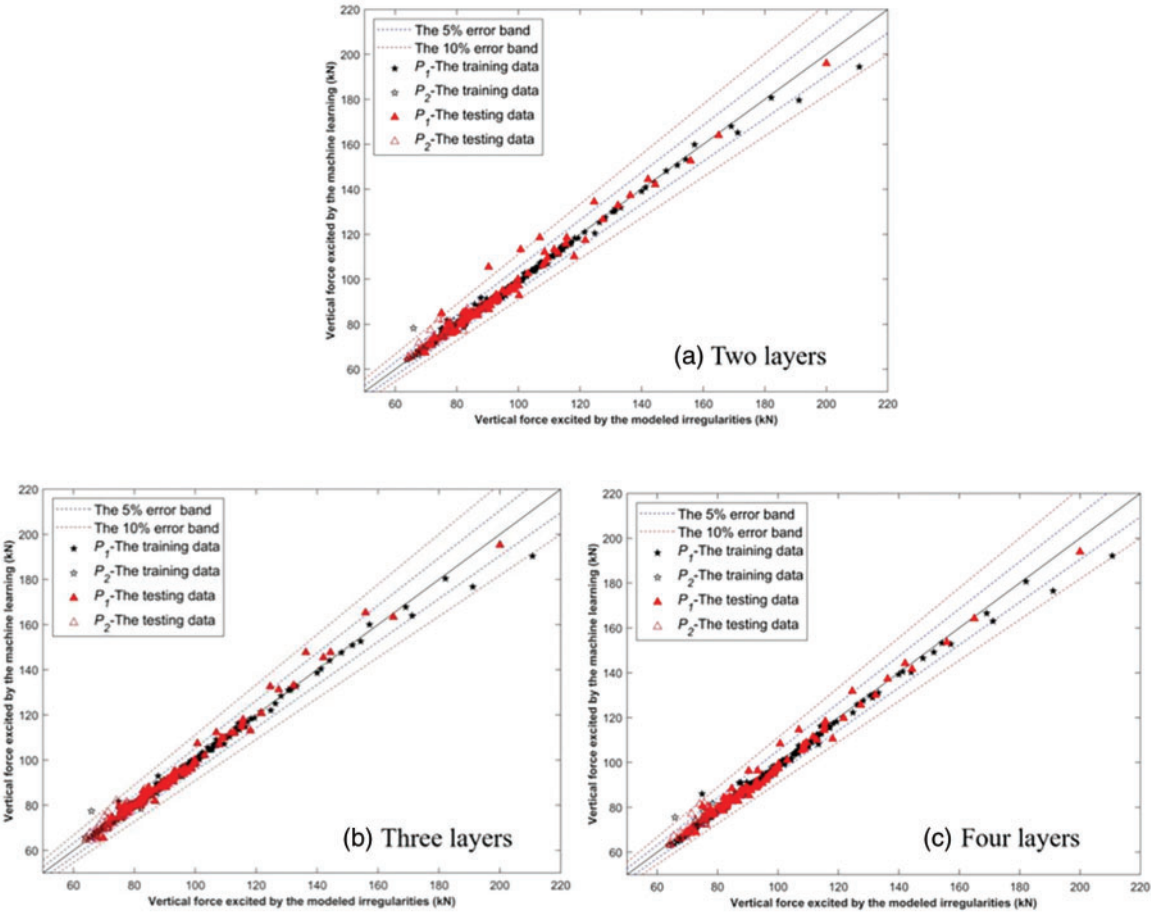 220
200
180
160
140
120
100
80
60
Vertical force excited by the machine learning (kN)
The 5% error band
The 10% error band
P1-The training data
P2-The training data
P1-The testing data
P2-The testing data
(a) Two layers
60 80 100 120 140 160 180 200 220
Vertical force excited by the modeled irregularities (kN)
220
200
180
160
140
120
100
80
60
Vertical force excited by the machine learning (kN)
The 5% error band
The 10% error band
P1-The training data
P2-The training data
P1-The testing data
P2-The testing data
(b) Three layers
60 80 100 120 140 160 180 200 220
Vertical force excited by the modeled irregularities (kN)
220
200
180
160
140
120
100
80
60
Vertical force excited by the machine learning (kN)
The 5% error band
The 10% error band
P1-The training data
P2-The training data
P1-The testing data
P2-The testing data
(c) Four layers
60 80 100 120 140 160 180 200 220
Vertical force excited by the modeled irregularities (kN)